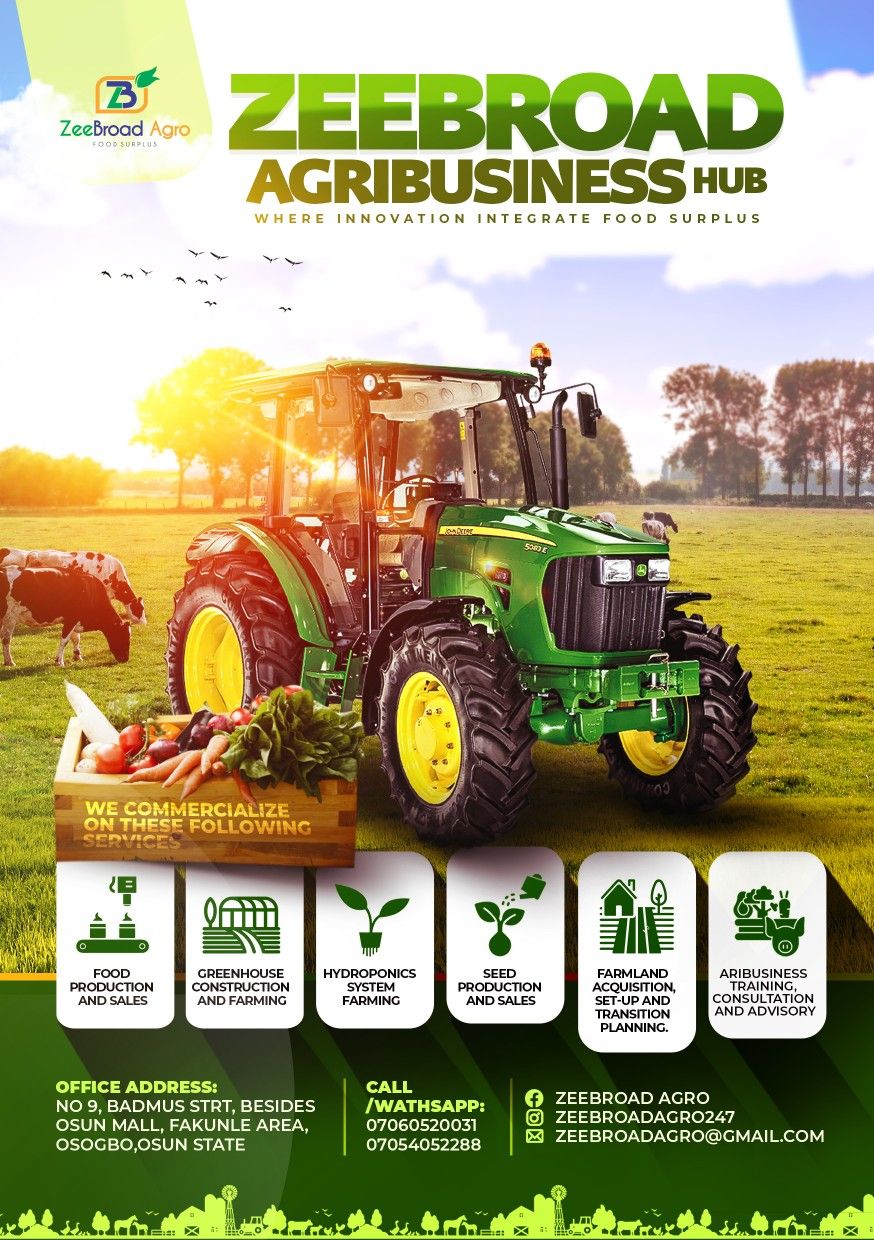 ZB
ZeeBroad Agro
FOOD SURPLUS
ZEEBROAD
AGRIBUSINESS HUB
WHERE INNOVATION INTEGRATE FOOD SURPLUS
JOHN DEERE
WE COMMERCIALIZE
ON THESE FOLLOWING
SERVICES
FOOD
PRODUCTION
AND SALES
GREENHOUSE
CONSTRUCTION
AND FARMING
HYDROPONICS
SYSTEM
FARMING
SEED
PRODUCTION
AND SALES
FARMLAND
ACQUISITION,
SET-UP AND
TRANSITION
PLANNING.
ARIBUSINESS
TRAINING,
CONSULTATION
AND ADVISORY
OFFICE ADDRESS:
NO 9, BADMUS STRT, BESIDES
OSUN MALL, FAKUNLE AREA,
OSOGBO,OSUN STATE
CALL
/WATHSAPP:
07060520031
07054052288
ZEEBROAD AGRO
ZEEBROADAGRO247
ZEEBROADAGRO@GMAIL.COM